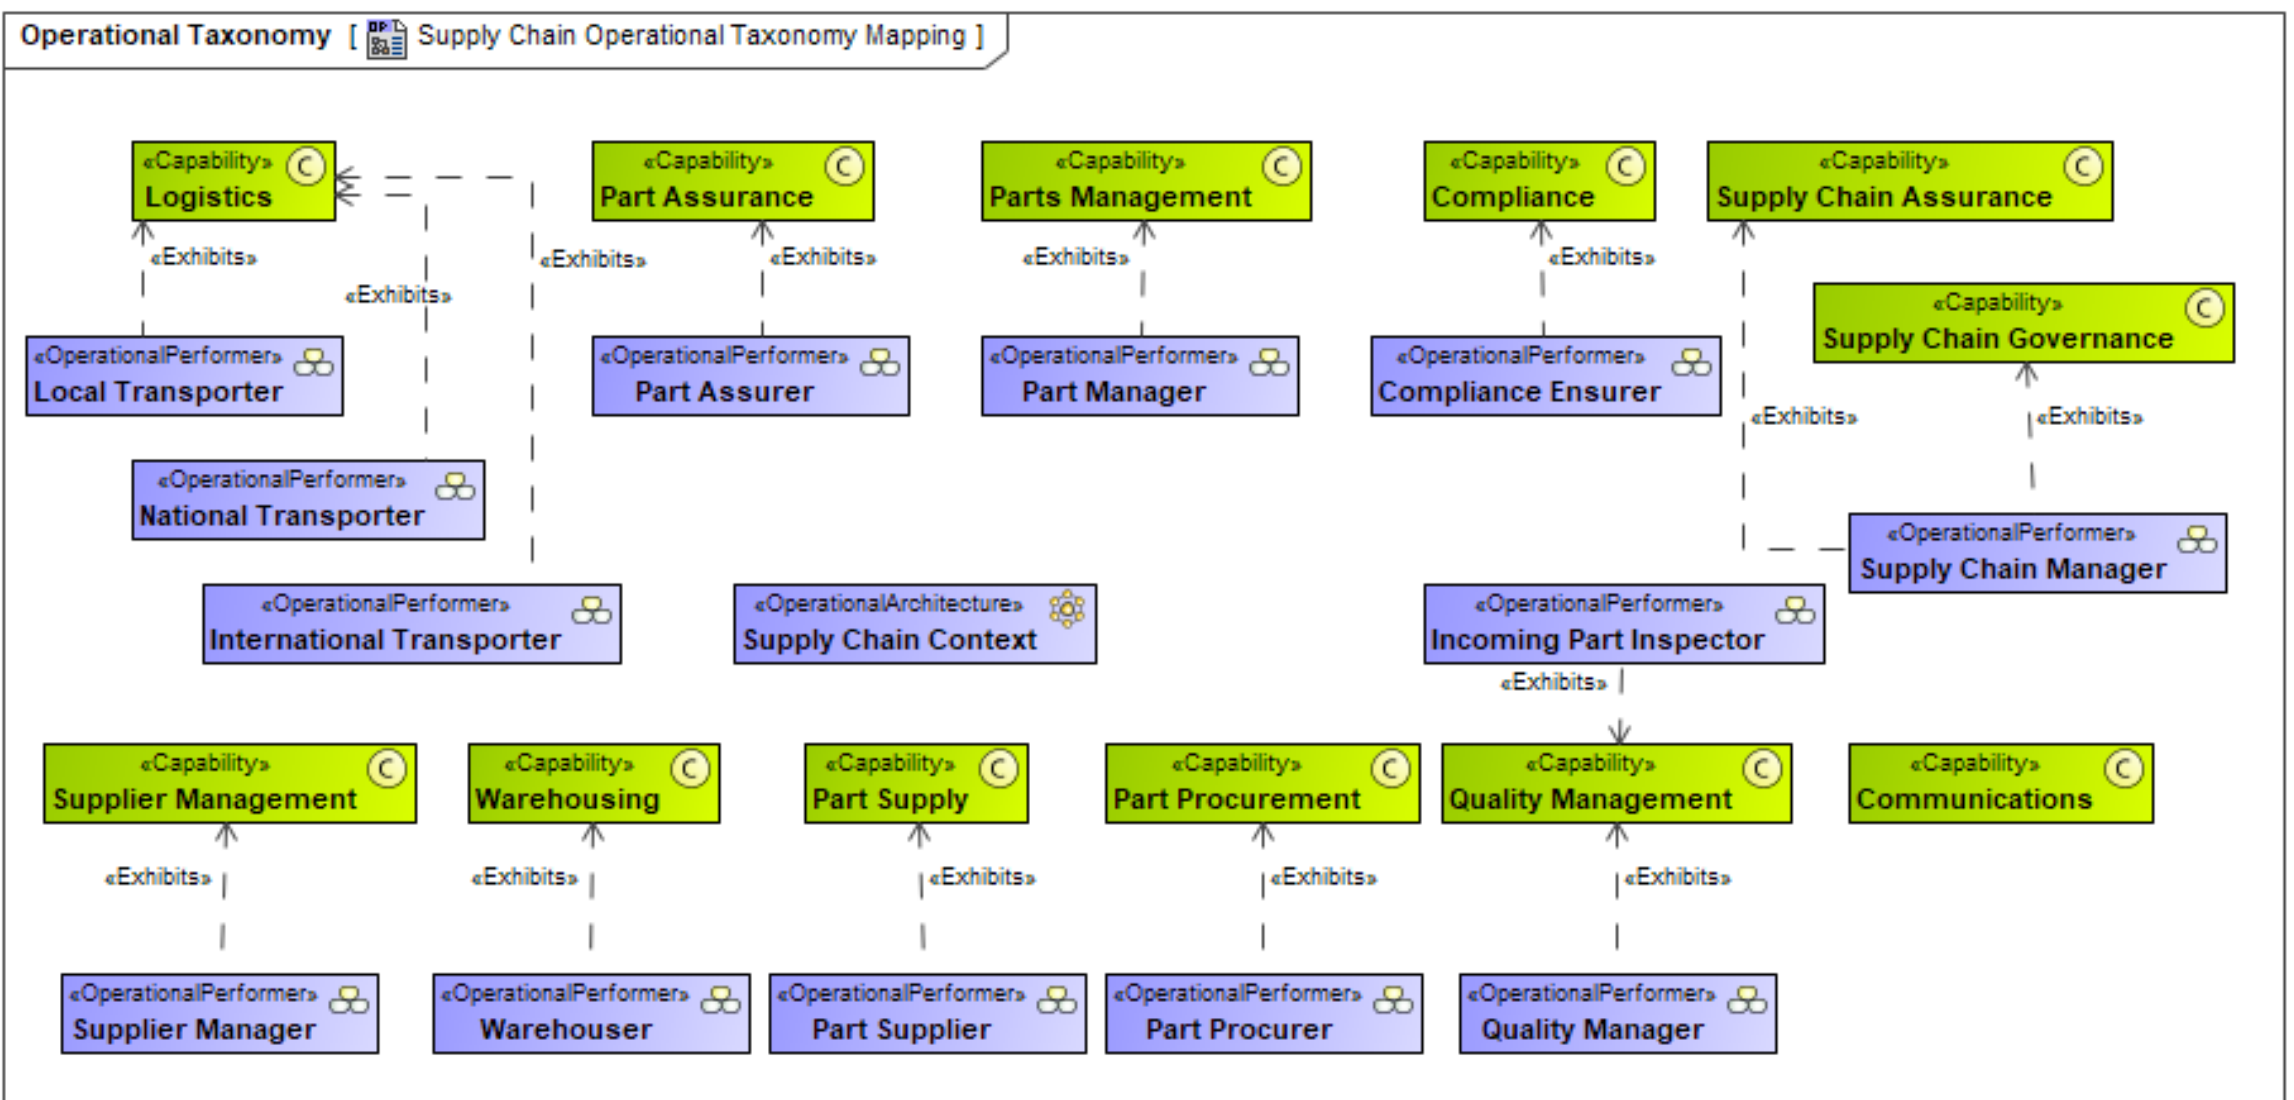 Operational Taxonomy [ Supply Chain Operational Taxonomy Mapping ]
«Capability» C
Logistics
«Capability» C
Part Assurance
«Capability» C
Parts Management
«Capability» C
Compliance
«Capability» C
Supply Chain Assurance
«Exhibits»
«Exhibits»
«Exhibits»
«Exhibits»
«Exhibits»
«Exhibits»
«Capability» C
Supply Chain Governance
«OperationalPerformer»
Local Transporter
«OperationalPerformer»
Part Assurer
«OperationalPerformer»
Part Manager
«OperationalPerformer»
Compliance Ensurer
«Exhibits»
«Exhibits»
«OperationalPerformer»
National Transporter
«OperationalPerformer»
Supply Chain Manager
«OperationalPerformer»
International Transporter
«OperationalArchitecture»
Supply Chain Context
«OperationalPerformer»
Incoming Part Inspector
«Exhibits»
«Capability» C
Supplier Management
«Capability» C
Warehousing
«Capability» C
Part Supply
«Capability» C
Part Procurement
«Capability» C
Quality Management
«Capability» C
Communications
«Exhibits»
«Exhibits»
«Exhibits»
«Exhibits»
«Exhibits»
«OperationalPerformer»
Supplier Manager
«OperationalPerformer»
Warehouser
«OperationalPerformer»
Part Supplier
«OperationalPerformer»
Part Procurer
«OperationalPerformer»
Quality Manager